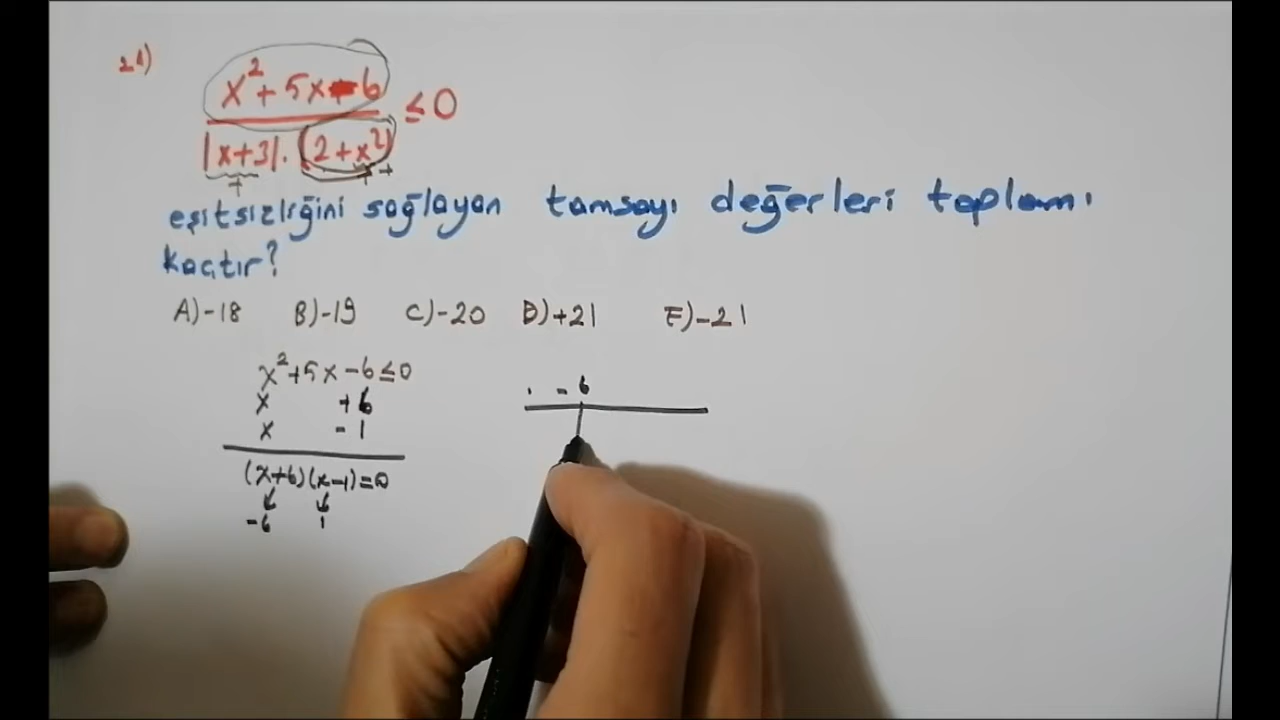 21)
x² + 5x - 6
|x+3| . (2+x²) ≤ 0
+ + +
eşitsizliğini sağlayan tamsayı değerleri toplamı
kaçtır?
A)-18 B)-19 C)-20 D)+21 E)-21
x²+5x-6≤0
x +6
x -1
(x+6)(x-1)=0
-6 1
-6